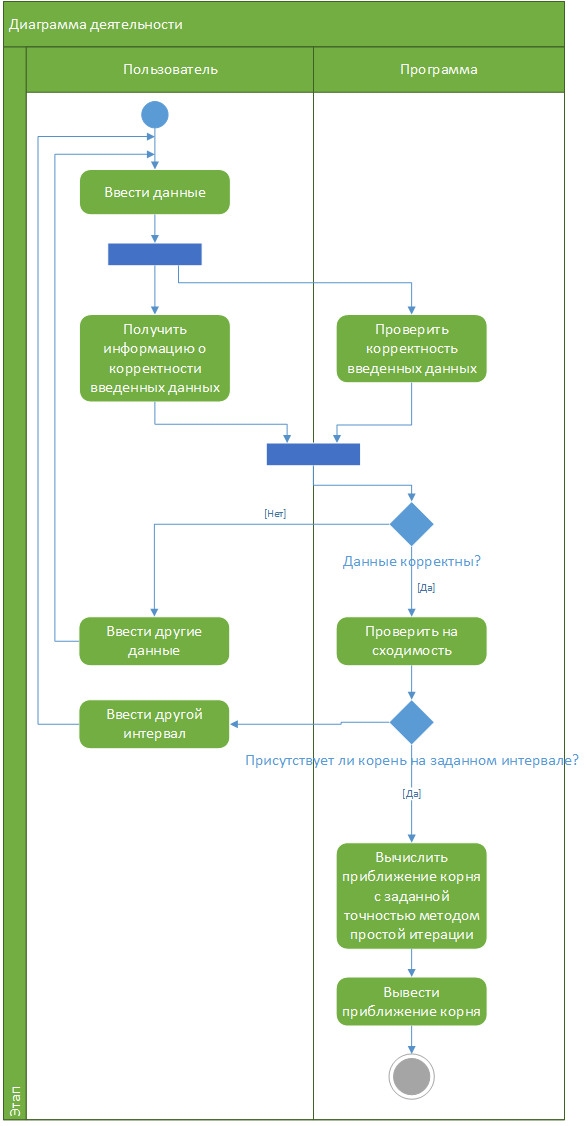 Диаграмма деятельности
Пользователь
Программа
Ввести данные
Получить
информацию о
корректности
введенных данных
Проверить
корректность
введенных данных
[Нет]
Данные корректны?
[Да]
Ввести другие
данные
Проверить на
сходимость
Ввести другой
интервал
Присутствует ли корень на заданном интервале?
[Да]
Вычислить
приближение корня
с заданной
точностью методом
простой итерации
Вывести
приближение корня
Этап